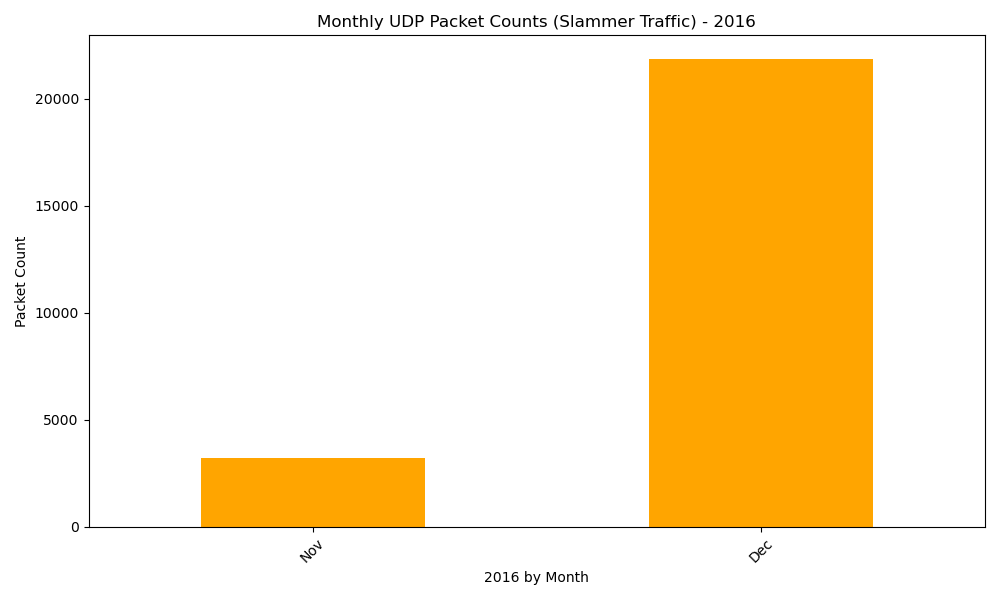 Monthly UDP Packet Counts (Slammer Traffic) - 2016
Packet Count
20000
15000
10000
5000
0
Nov
Dec
2016 by Month